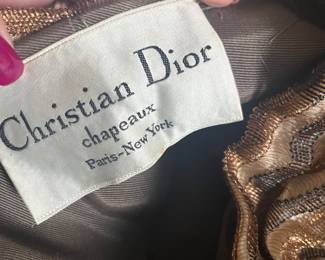 Christian Dior
chapeaux
Paris-New York